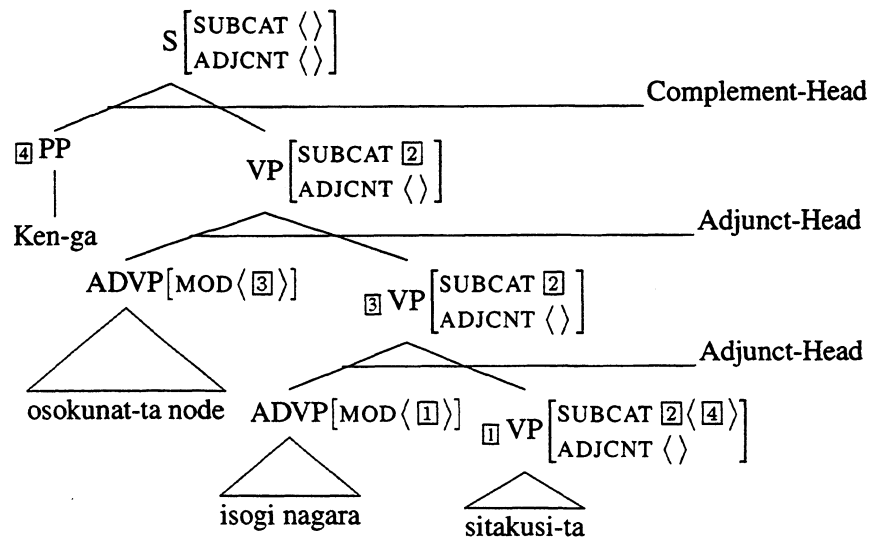 S[SUBCAT ⟨⟩
ADJCNT ⟨⟩]
Complement-Head
[4] PP
VP[SUBCAT [2]
ADJCNT ⟨⟩]
Ken-ga
Adjunct-Head
ADVP[MOD⟨[3]⟩]
[3] VP[SUBCAT [2]
ADJCNT ⟨⟩]
Adjunct-Head
osokunat-ta node
ADVP[MOD⟨[1]⟩]
[1] VP[SUBCAT [2]⟨[4]⟩
ADJCNT ⟨⟩]
isogi nagara
sitakusi-ta